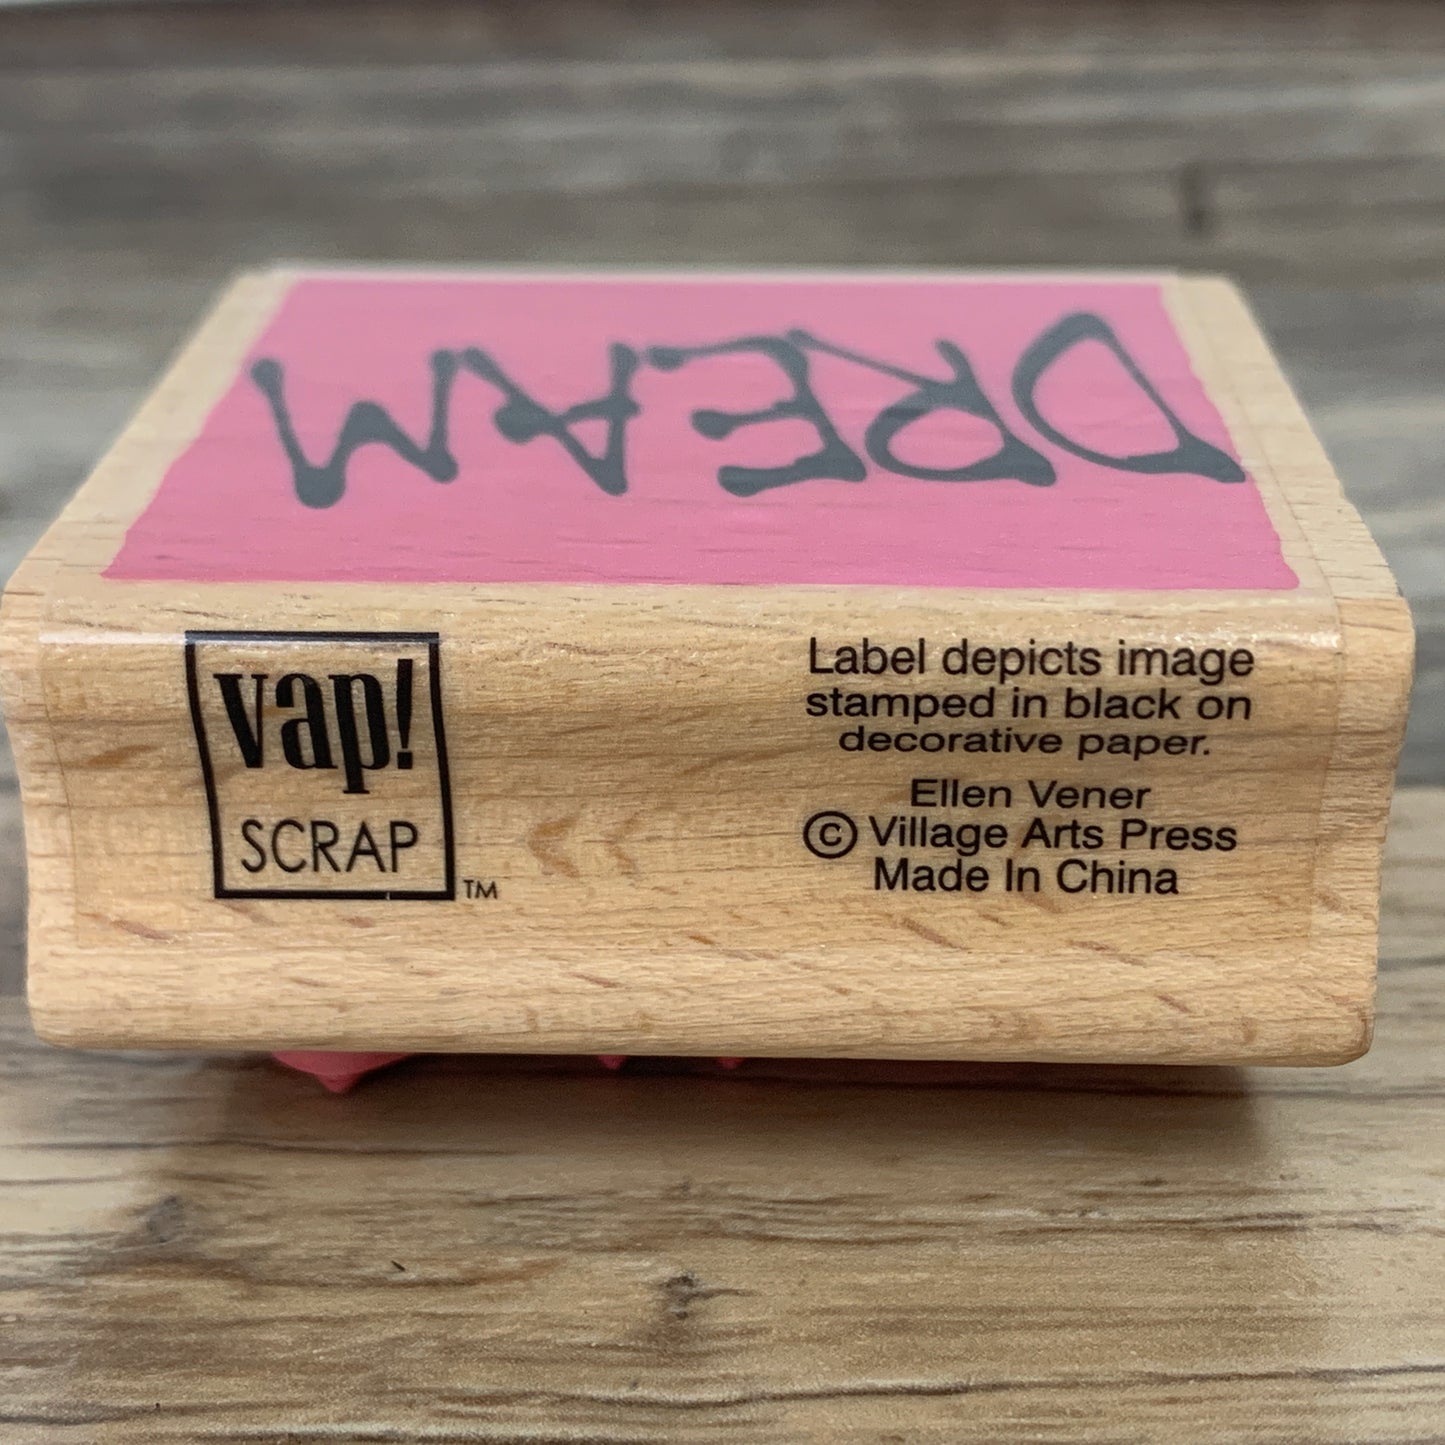 DREAM
vap!
SCRAP
TM
Label depicts image
stamped in black on
decorative paper.
Ellen Vener
© Village Arts Press
Made In China